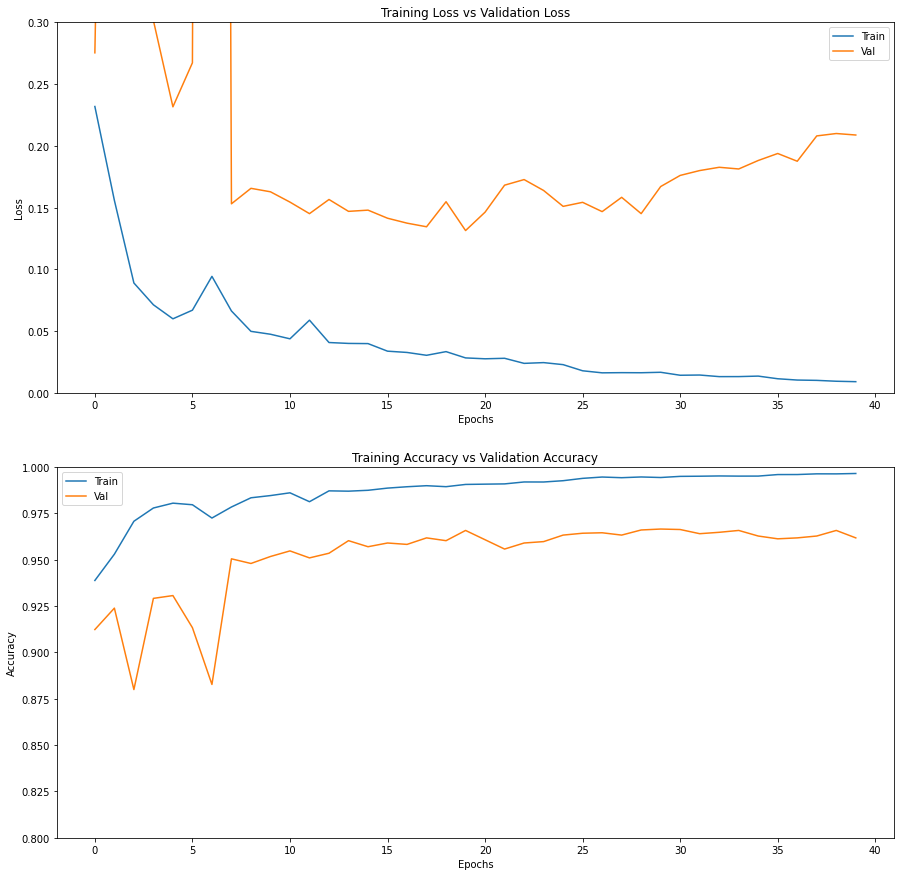 Training Loss vs Validation Loss
0.30
0.25
0.20
0.15
0.10
0.05
0.00
Loss
Train
Val
0 5 10 15 20 25 30 35 40
Epochs
Training Accuracy vs Validation Accuracy
1.000
0.975
0.950
0.925
0.900
0.875
0.850
0.825
0.800
Accuracy
Train
Val
0 5 10 15 20 25 30 35 40
Epochs